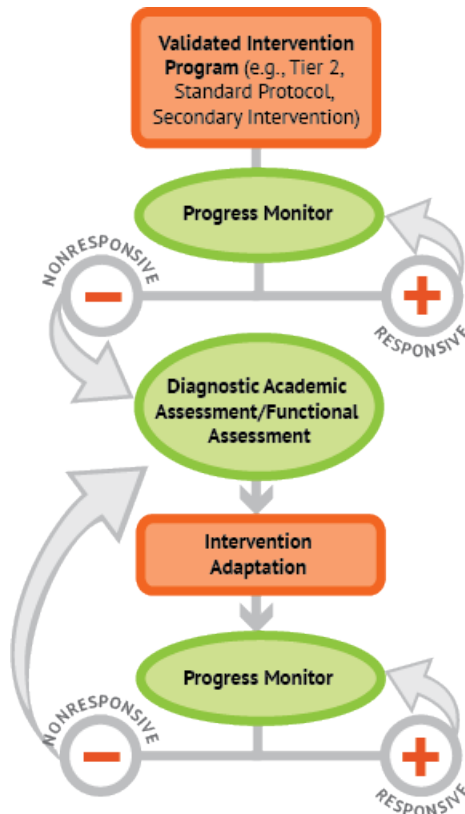 Validated Intervention
Program (e.g., Tier 2,
Standard Protocol,
Secondary Intervention)
Progress Monitor
NONRESPONSIVE
RESPONSIVE
Diagnostic Academic
Assessment/Functional
Assessment
Intervention
Adaptation
Progress Monitor
NONRESPONSIVE
RESPONSIVE